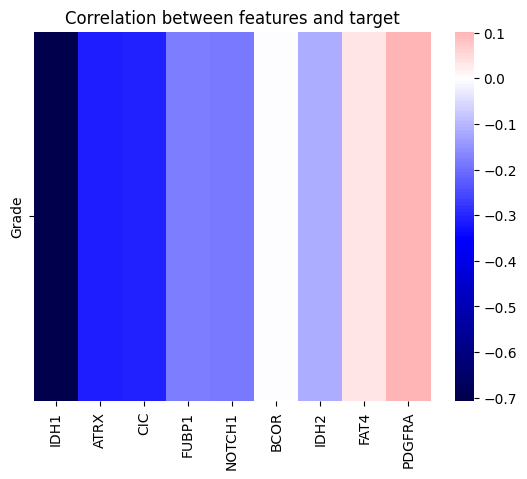 Correlation between features and target
Grade
IDH1
ATRX
CIC
FUBP1
NOTCH1
BCOR
IDH2
FAT4
PDGFRA
0.1
0.0
−0.1
−0.2
−0.3
−0.4
−0.5
−0.6
−0.7